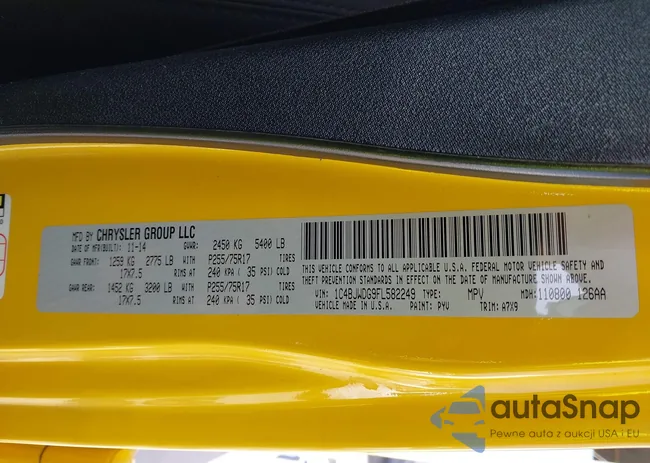 MFD BY CHRYSLER GROUP LLC
DATE OF MFR(BUILT): 11-14 GVWR: 2450 KG 5400 LB
GAWR FRONT: 1259 KG 2775 LB WITH P255/75R17 TIRES
17X7.5 RIMS AT 240 KPA ( 35 PSI) COLD
GAWR REAR: 1452 KG 3200 LB WITH P255/75R17 TIRES
17X7.5 RIMS AT 240 KPA ( 35 PSI) COLD
THIS VEHICLE CONFORMS TO ALL APPLICABLE U.S.A. FEDERAL MOTOR VEHICLE SAFETY AND
THEFT PREVENTION STANDARDS IN EFFECT ON THE DATE OF MANUFACTURE SHOWN ABOVE.
VIN: 1C4BJWDG9FL582249 TYPE: MPV MDH: 110800 126AA
VEHICLE MADE IN U.S.A. PAINT: PYV TRIM: A7X9
autaSnap
Pewne auta z aukcji USA i EU